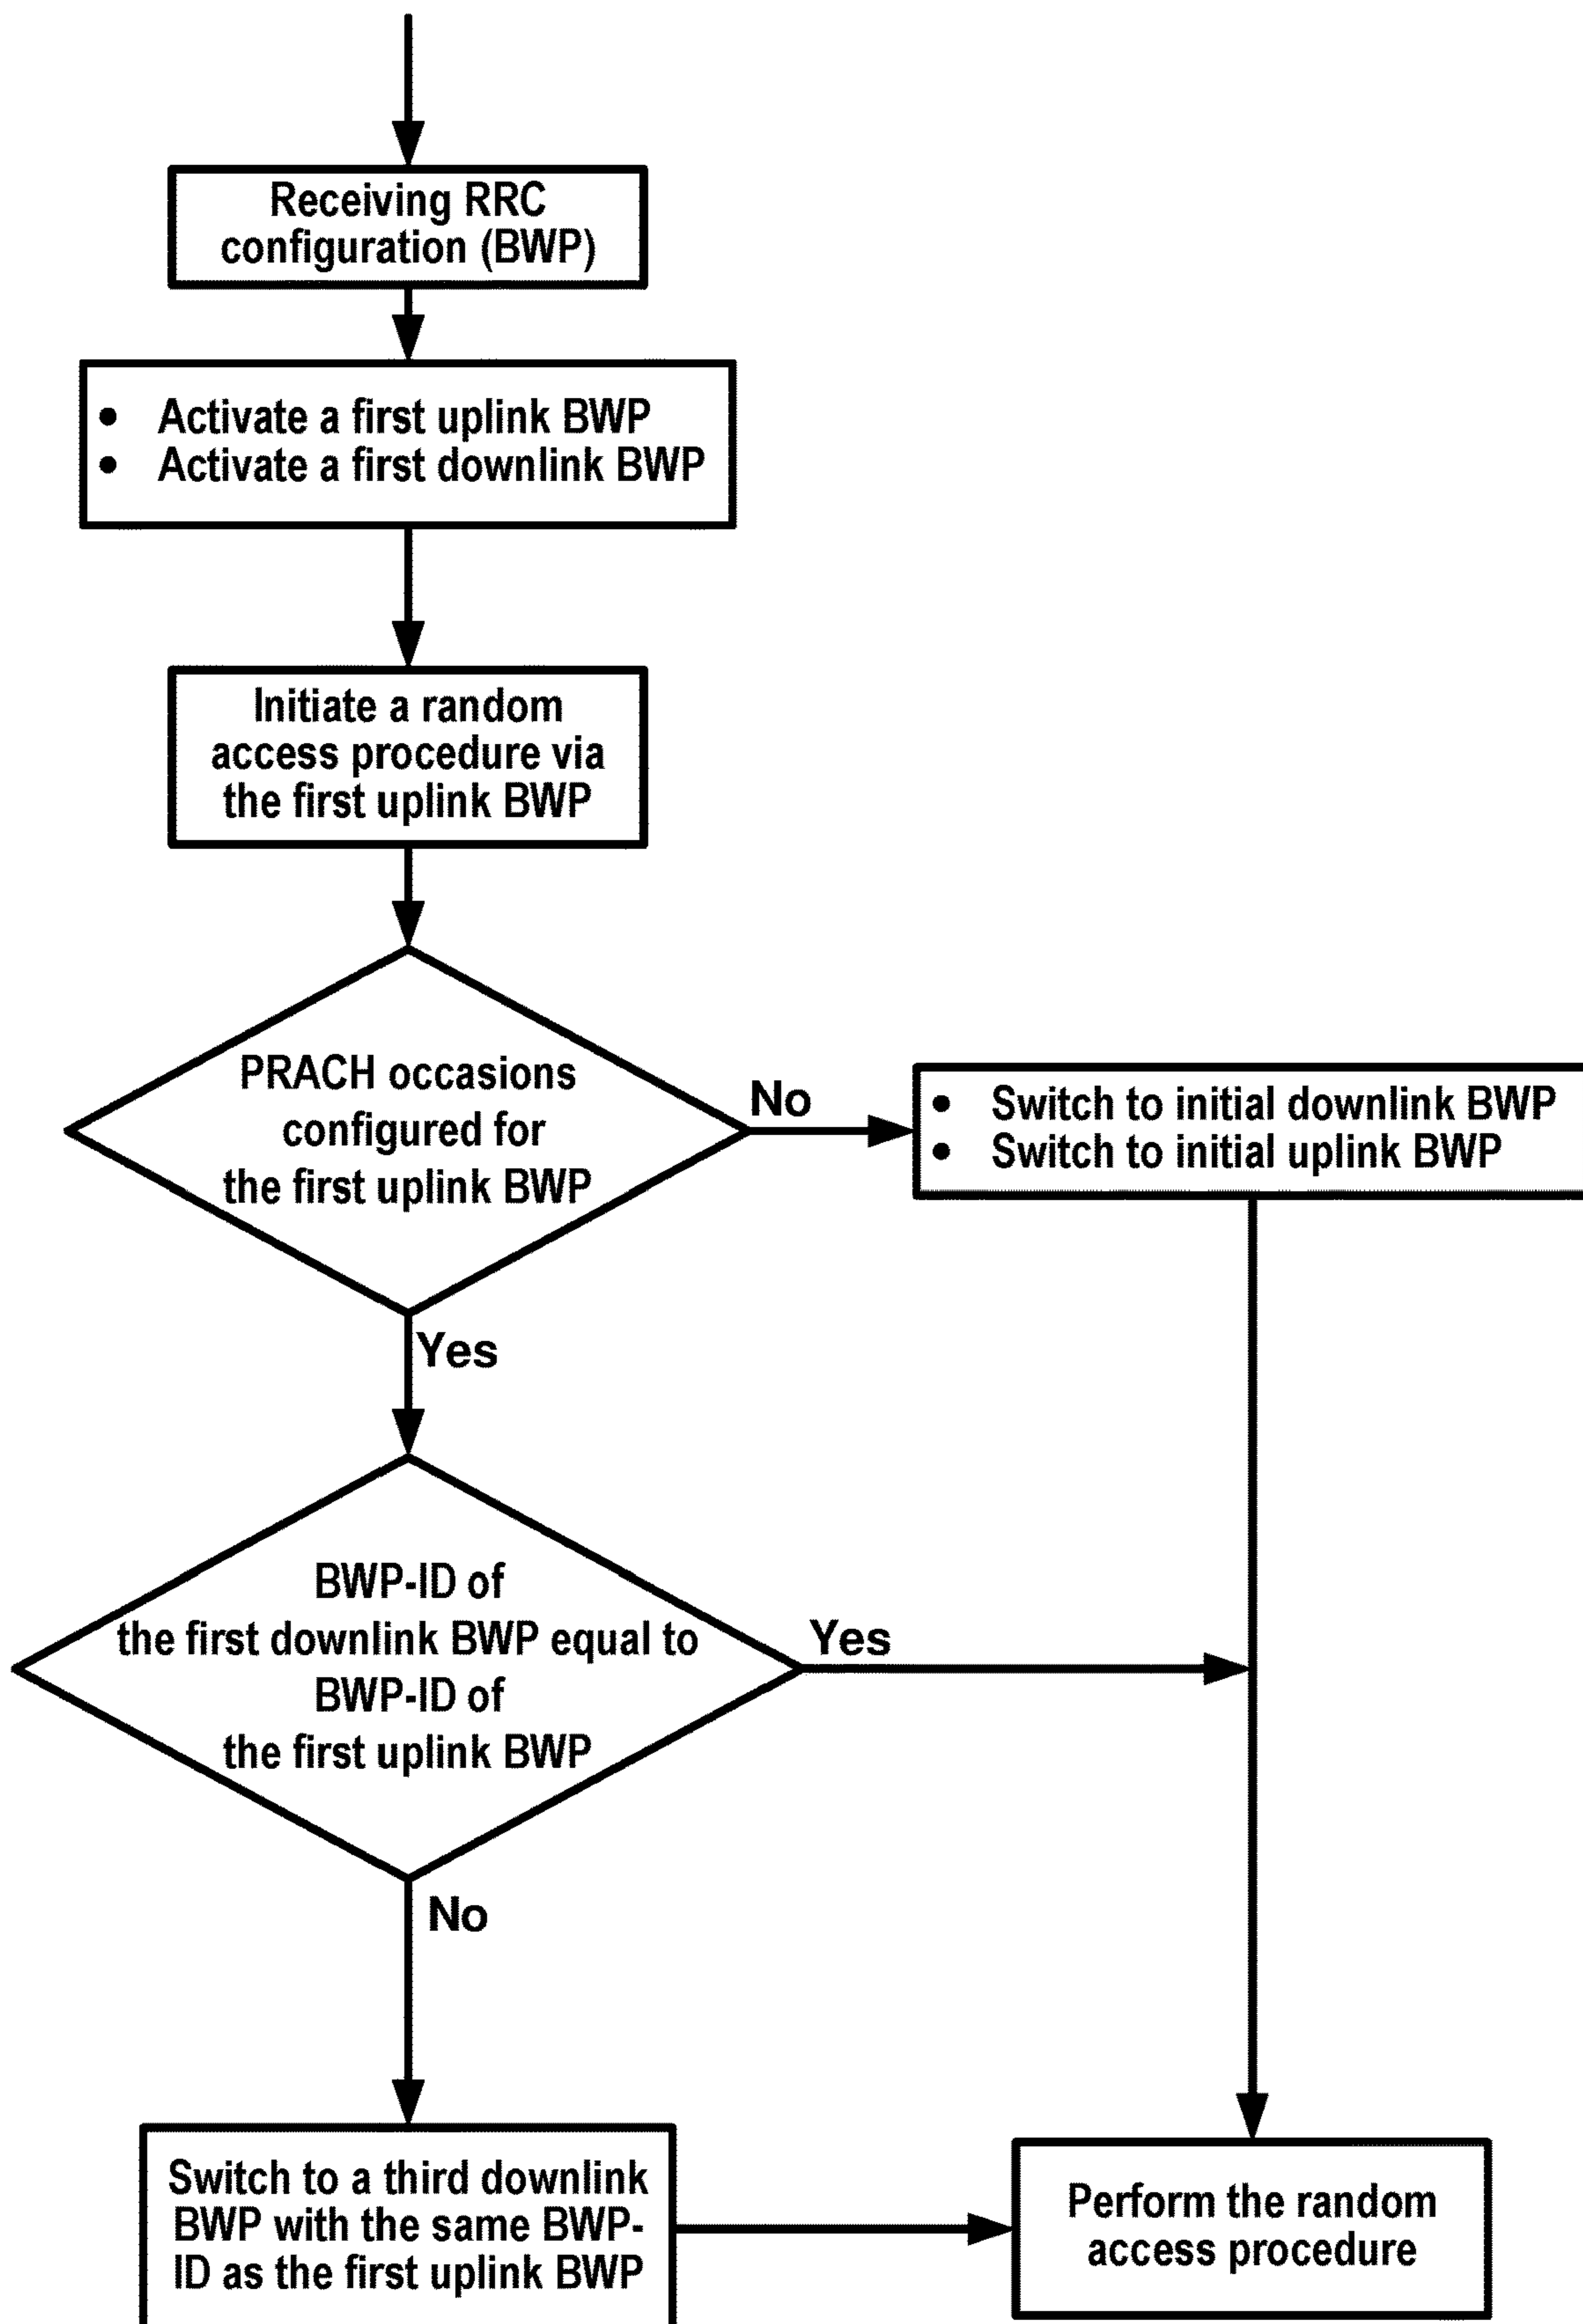 Receiving RRC
configuration (BWP)
• Activate a first uplink BWP
• Activate a first downlink BWP
Initiate a random
access procedure via
the first uplink BWP
PRACH occasions
configured for
the first uplink BWP
No
• Switch to initial downlink BWP
• Switch to initial uplink BWP
Yes
BWP-ID of
the first downlink BWP equal to
BWP-ID of
the first uplink BWP
Yes
No
Switch to a third downlink
BWP with the same BWP-
ID as the first uplink BWP
Perform the random
access procedure